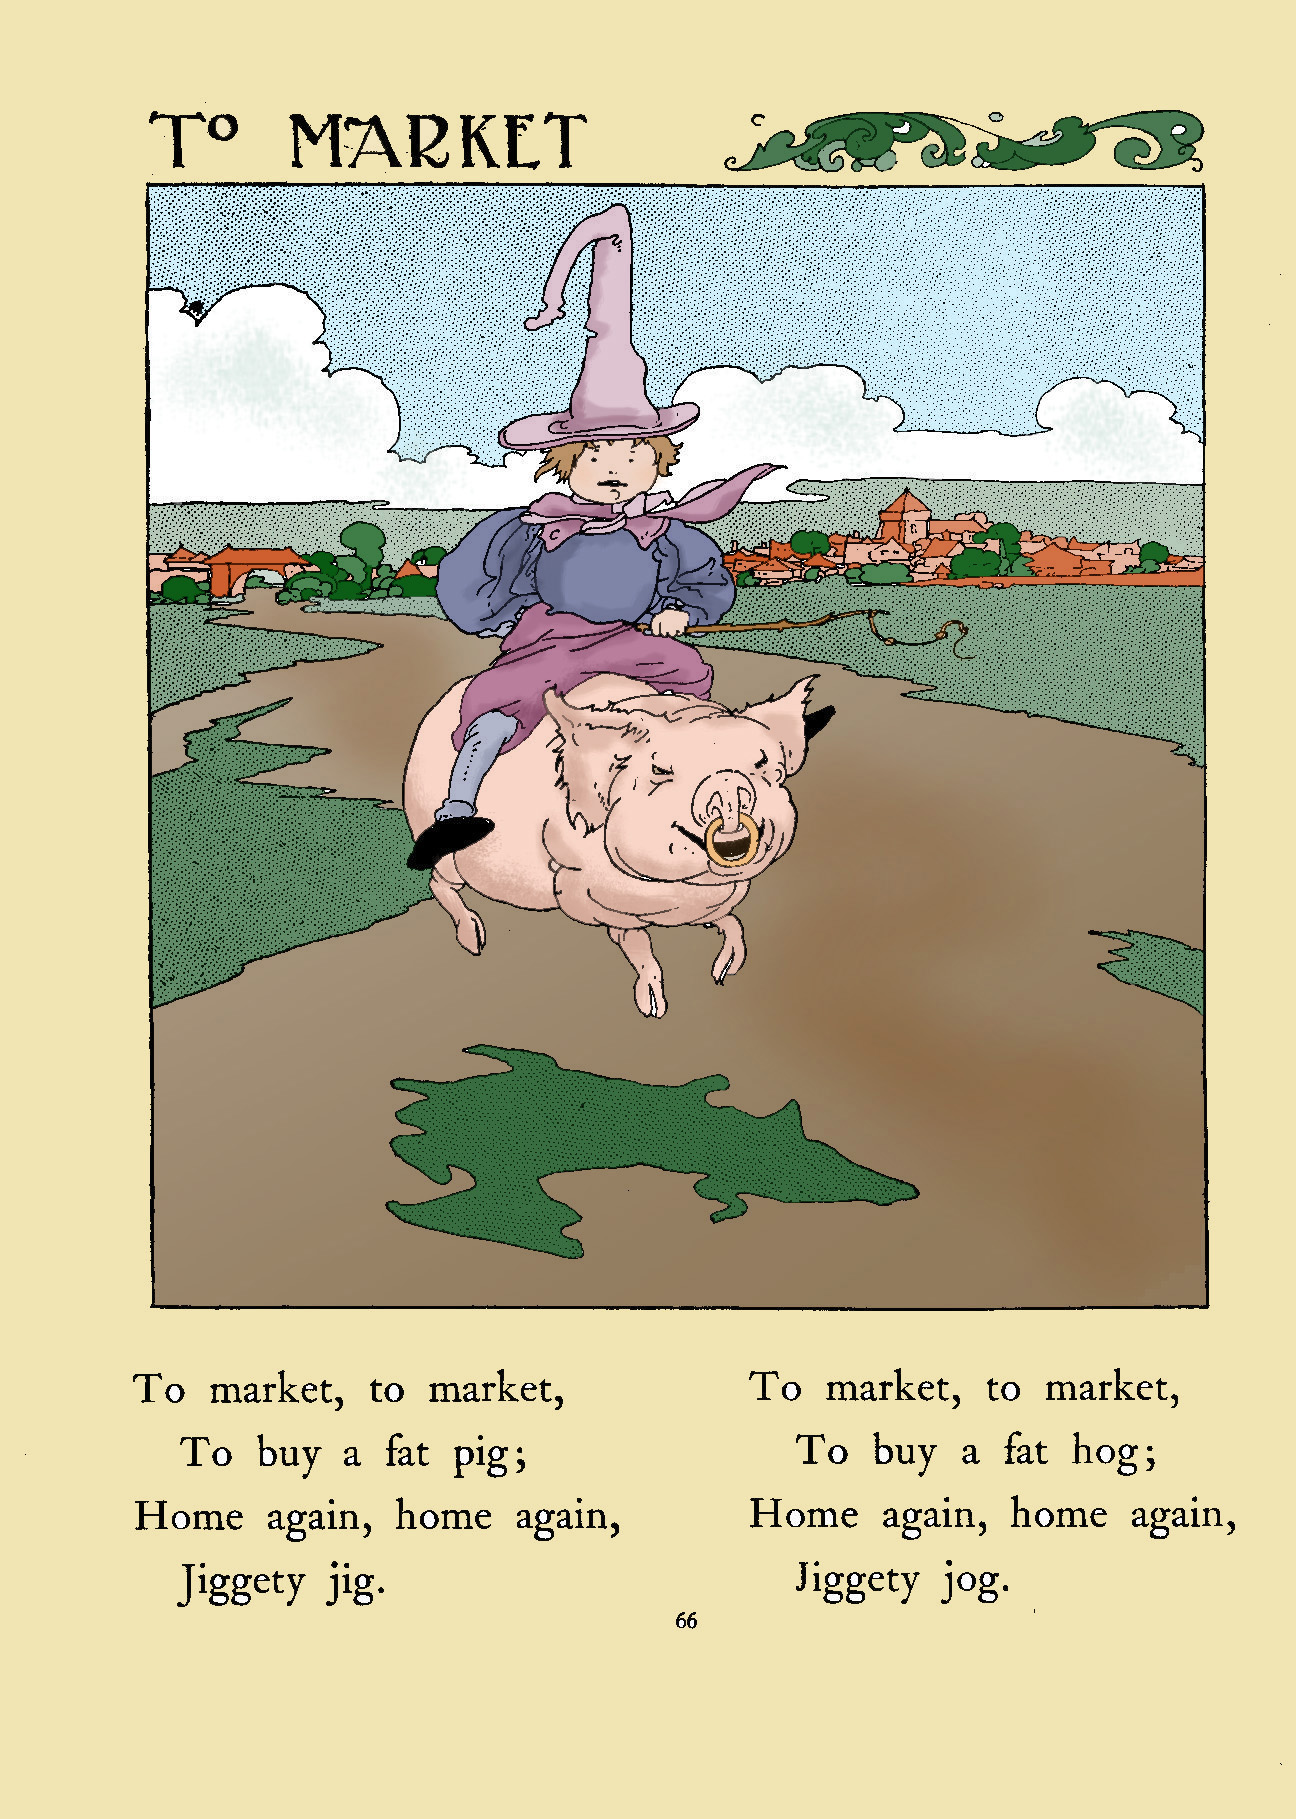 To MARKET
To market, to market,
To buy a fat pig;
Home again, home again,
Jiggety jig.
To market, to market,
To buy a fat hog;
Home again, home again,
Jiggety jog.
66